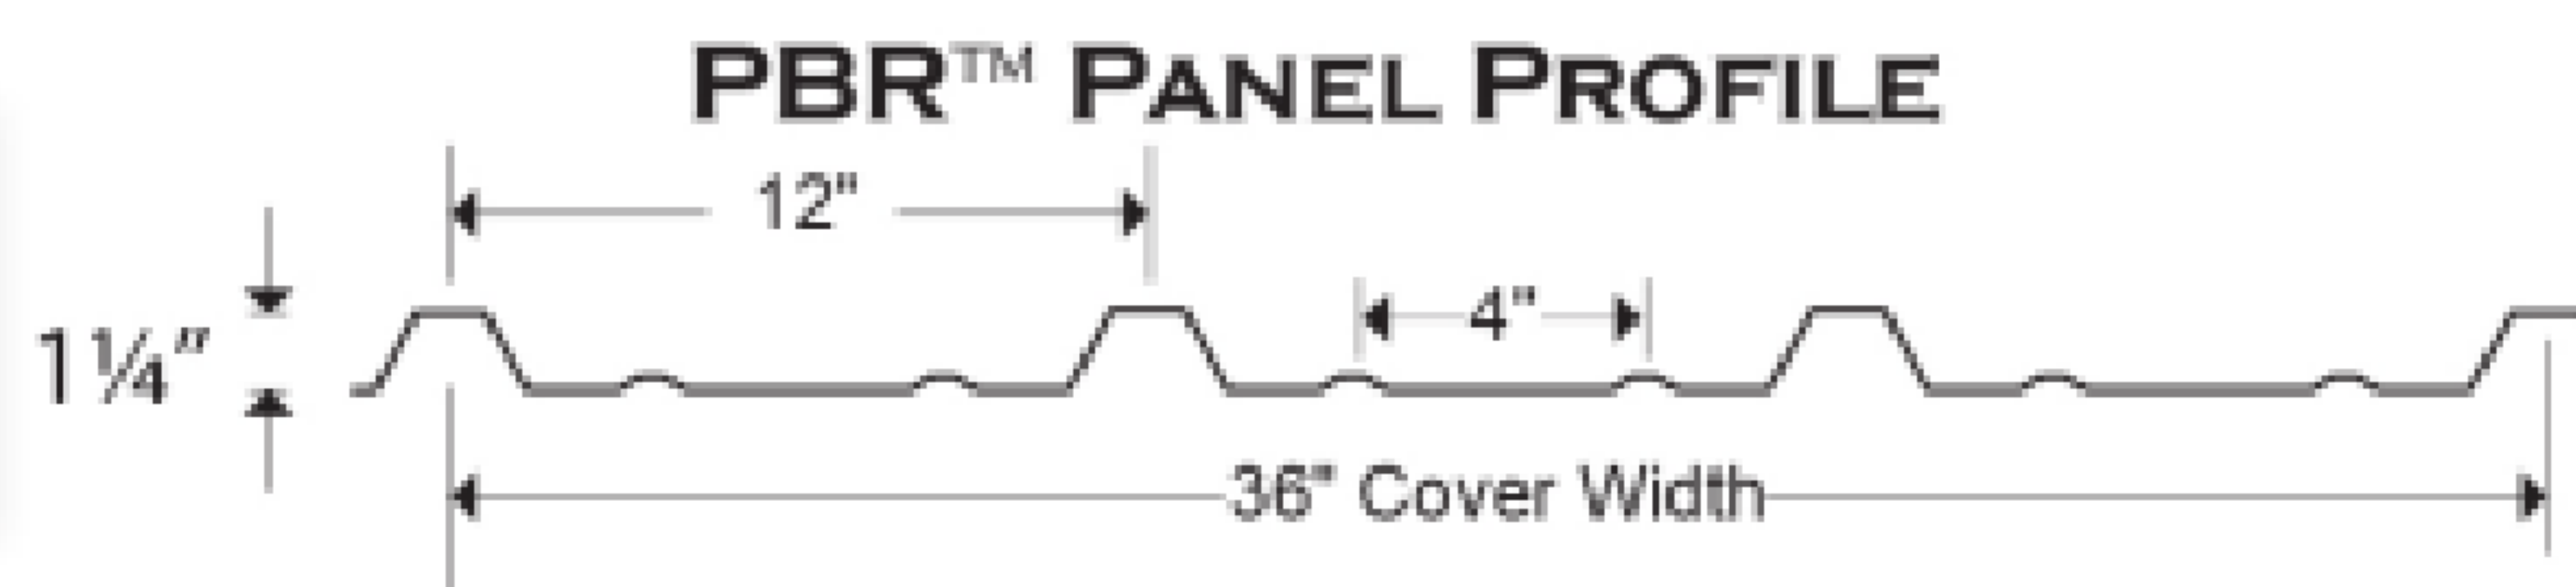 PBR™ PANEL PROFILE
12"
4"
1¼"
36" Cover Width